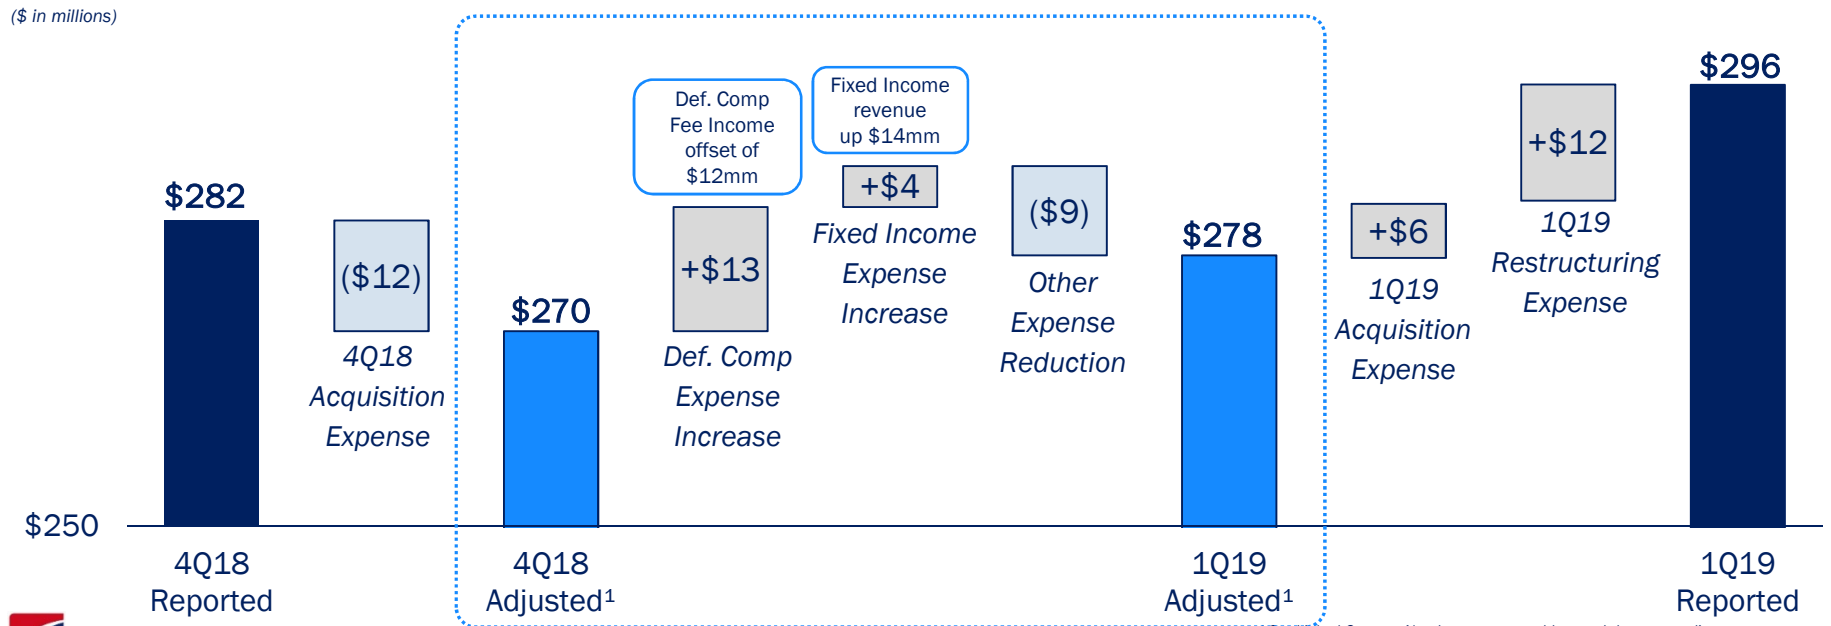 ($ in millions)
$282
($12)
4Q18
Acquisition
Expense
$270
Def. Comp
Fee Income
offset of
$12mm
+$13
Def. Comp
Expense
Increase
Fixed Income
revenue
up $14mm
+$4
Fixed Income
Expense
Increase
($9)
Other
Expense
Reduction
$278
+$6
1Q19
Acquisition
Expense
+$12
1Q19
Restructuring
Expense
$296
$250
4Q18
Reported
4Q18
Adjusted¹
1Q19
Adjusted¹
1Q19
Reported